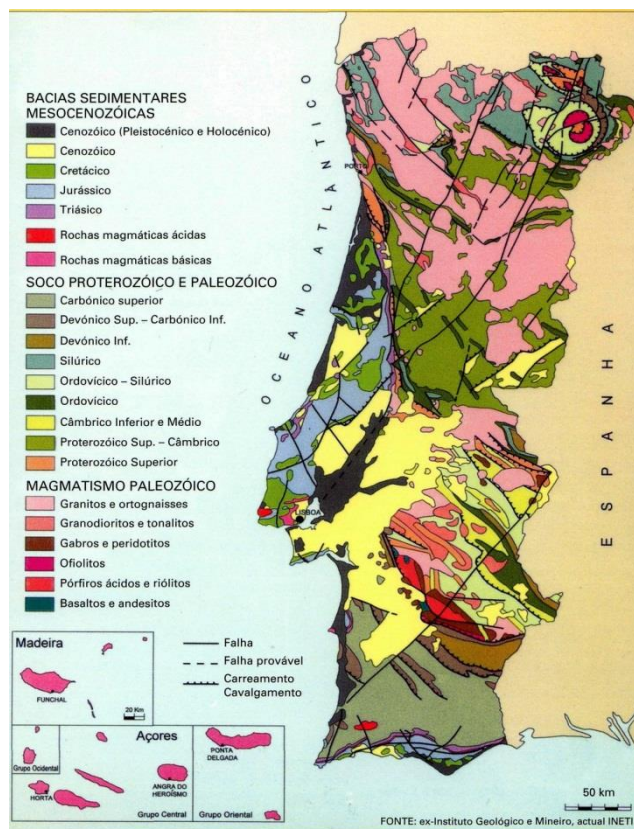 BACIAS SEDIMENTARES
MESOCENOZÓICAS
Cenozóico (Pleistocénico e Holocénico)
Cenozóico
Cretácico
Jurássico
Triásico
Rochas magmáticas ácidas
Rochas magmáticas básicas
SOCO PROTEROZÓICO E PALEOZÓICO
Carbónico superior
Devónico Sup. – Carbónico Inf.
Devónico Inf.
Silúrico
Ordovícico – Silúrico
Ordovícico
Câmbrico Inferior e Médio
Proterozóico Sup. – Câmbrico
Proterozóico Superior
MAGMATISMO PALEOZÓICO
Granitos e ortognaisses
Granodioritos e tonalitos
Gabros e peridotitos
Ofiolitos
Pórfiros ácidos e riólitos
Basaltos e andesitos
Falha
Falha provável
Carreamento
Cavalgamento
OCEANO ATLÂNTICO
PORTO
LISBOA
ESPANHA
Madeira
FUNCHAL
20 Km
Açores
Grupo Ocidental
HORTA
ANGRA DO
HEROÍSMO
Grupo Central
PONTA
DELGADA
Grupo Oriental
50 km
FONTE: ex-Instituto Geológico e Mineiro, actual INETI